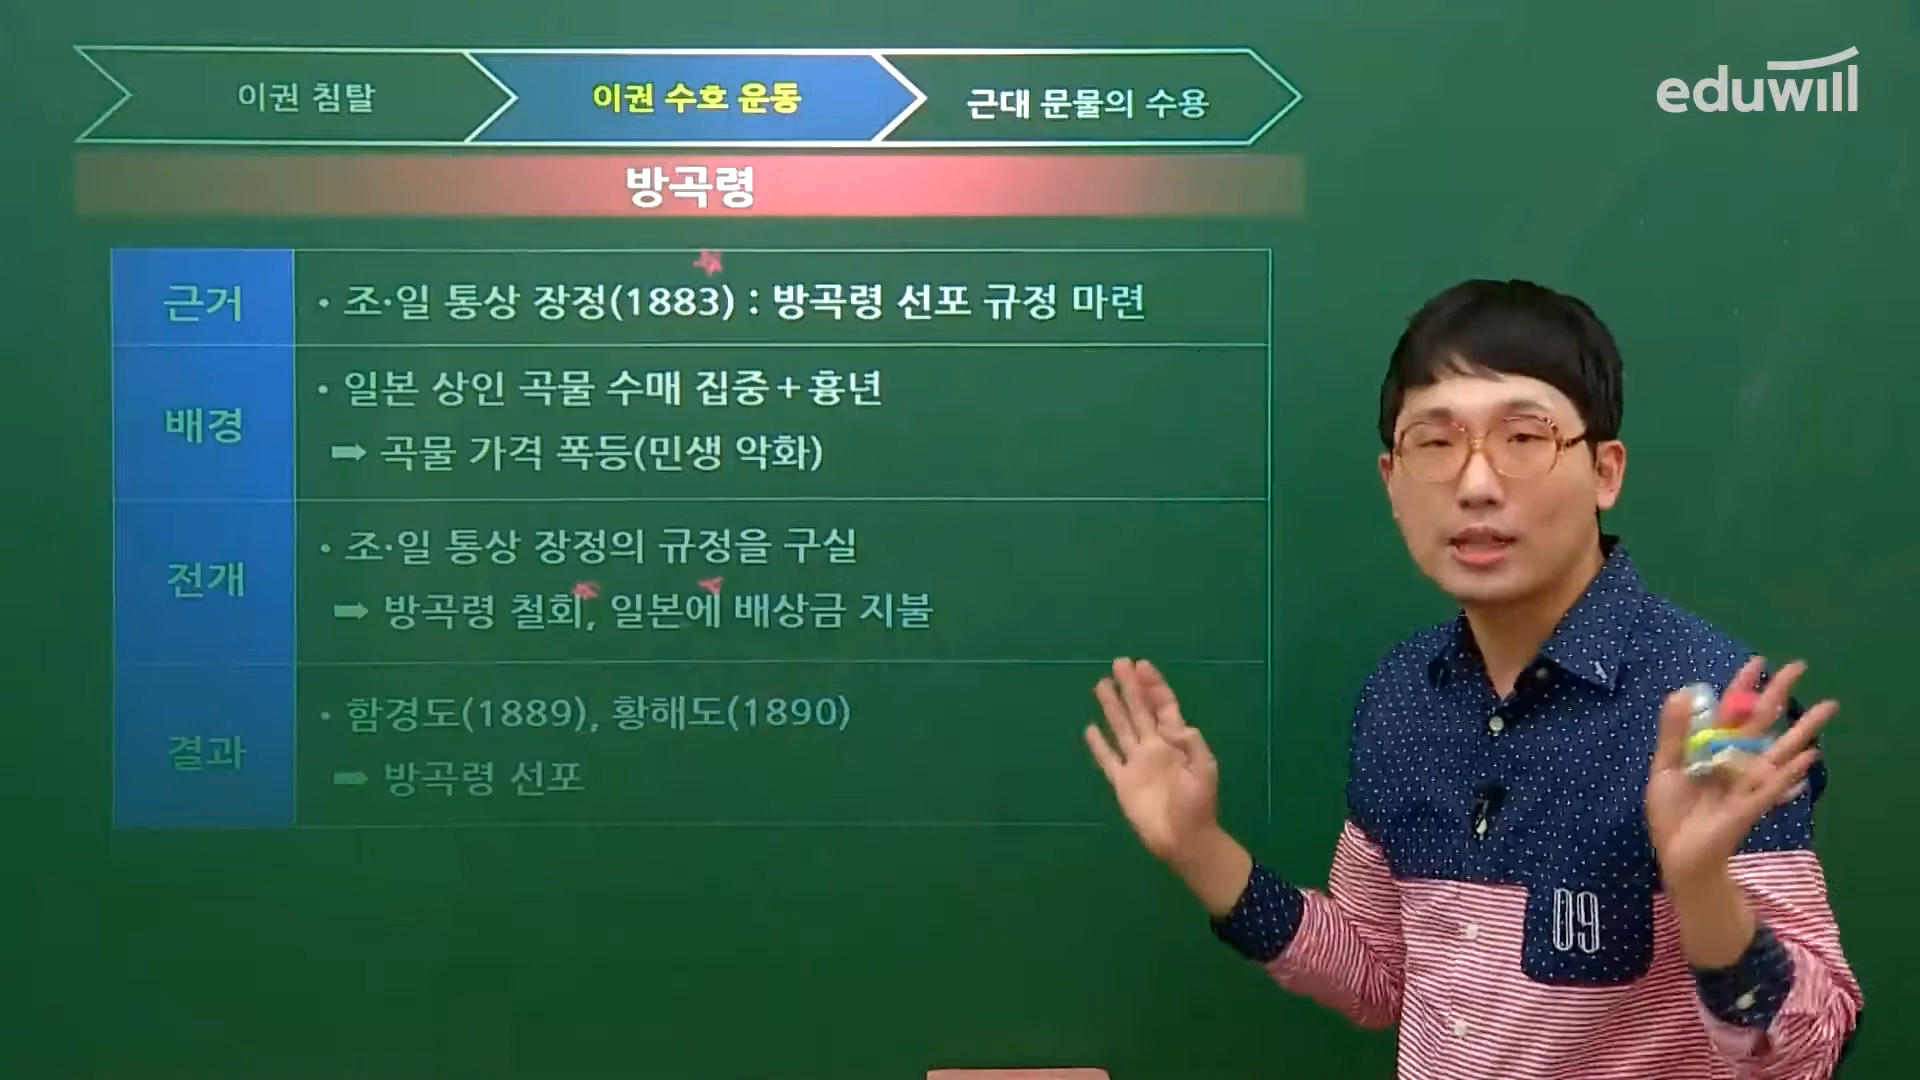 이권 침탈
이권 수호 운동
근대 문물의 수용
eduwill
방곡령
근거
• 조·일 통상 장정(1883) : 방곡령 선포 규정 마련
배경
• 일본 상인 곡물 수매 집중+흉년
➡ 곡물 가격 폭등(민생 악화)
전개
• 조·일 통상 장정의 규정을 구실
➡ 방곡령 철회, 일본에 배상금 지불
결과
• 함경도(1889), 황해도(1890)
➡ 방곡령 선포
09